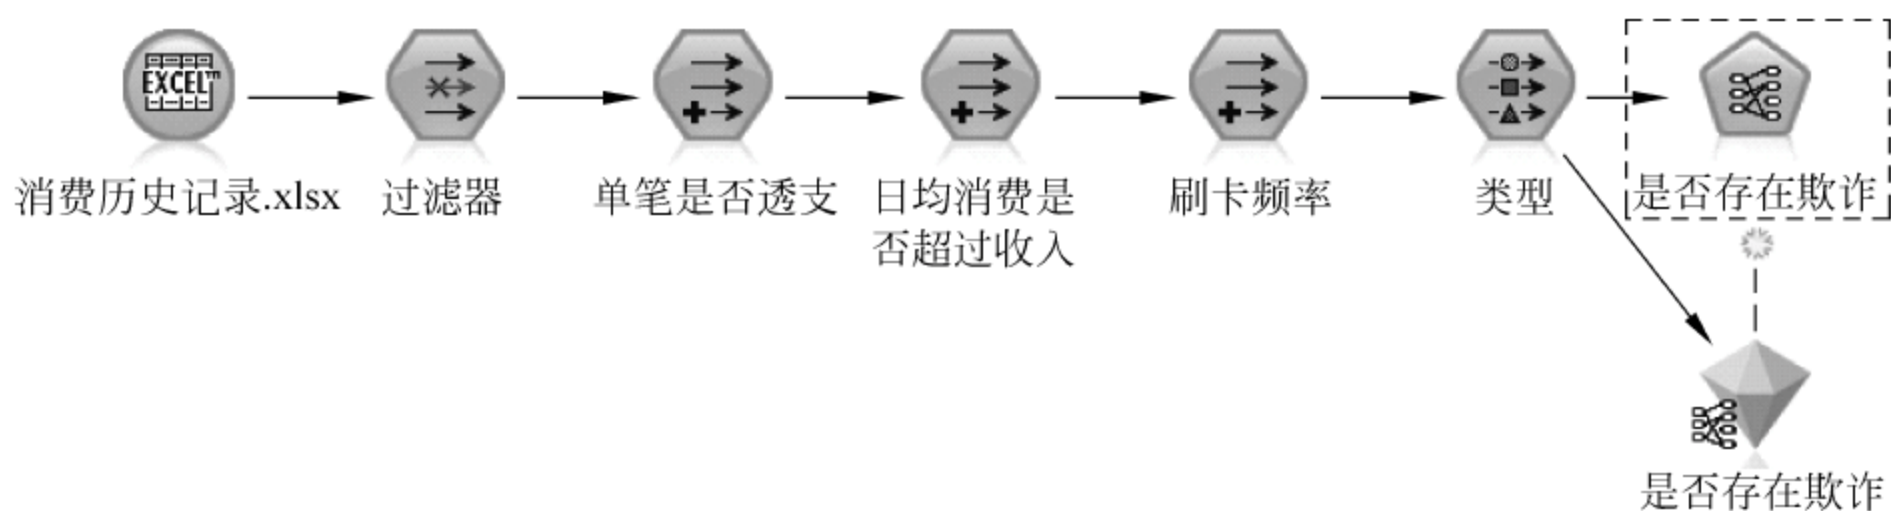 EXCEL™
消费历史记录.xlsx
过滤器
单笔是否透支
日均消费是
否超过收入
刷卡频率
类型
是否存在欺诈
是否存在欺诈